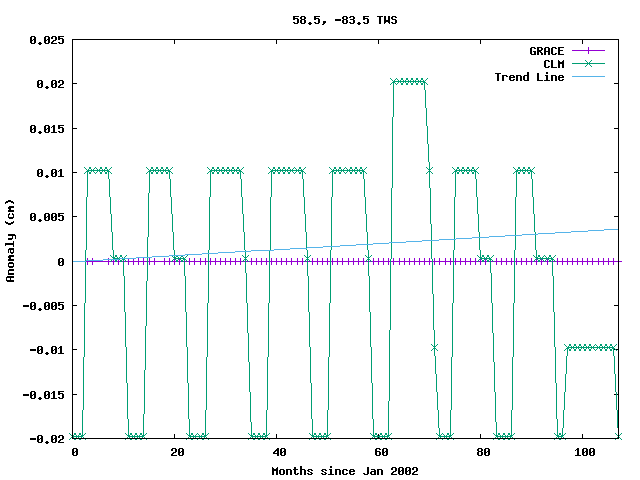 58.5, -83.5 TWS
GRACE
CLM
Trend Line
0.025
0.02
0.015
0.01
0.005
0
-0.005
-0.01
-0.015
-0.02
Anomaly (cm)
0 20 40 60 80 100
Months since Jan 2002